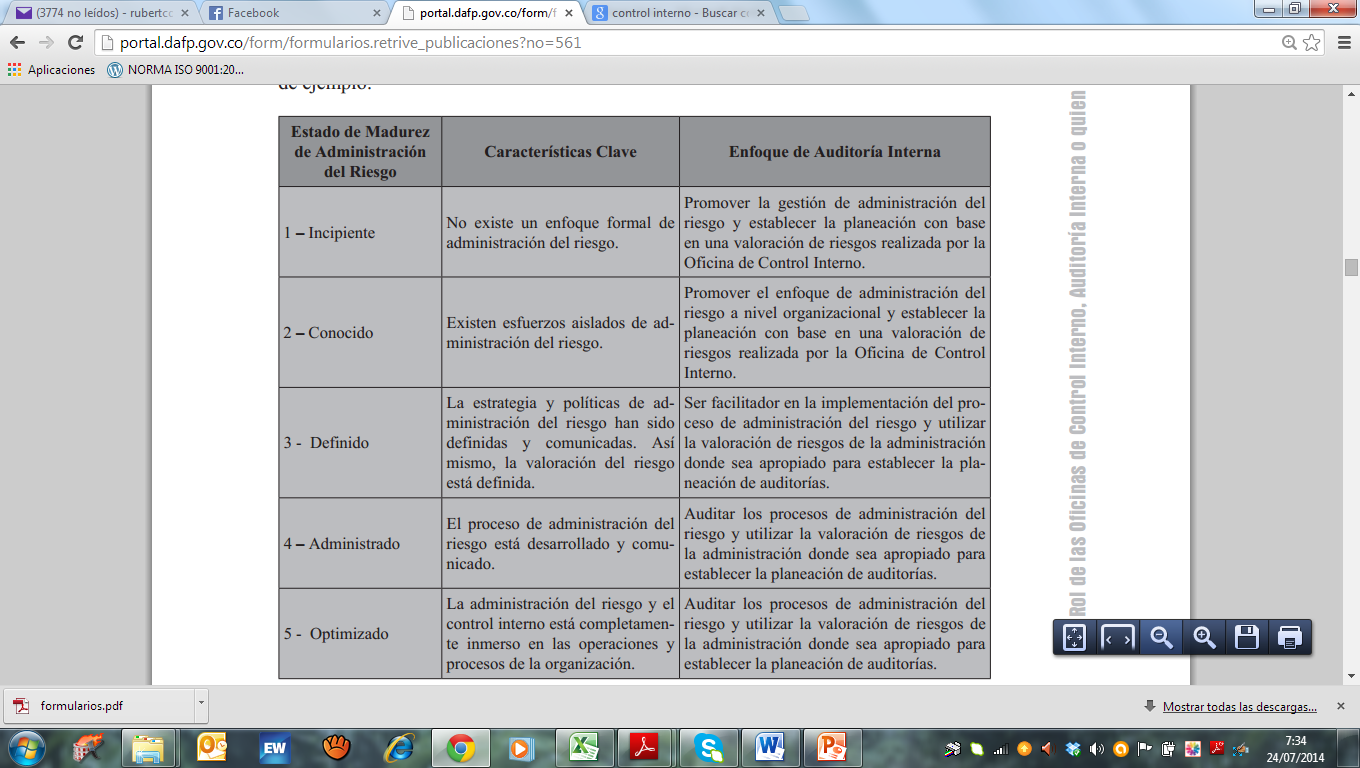 (3774 no leídos) - rubertco
Facebook
portal.dafp.gov.co/form/f
control interno - Buscar c
portal.dafp.gov.co/form/formularios.retrive_publicaciones?no=561
Aplicaciones
NORMA ISO 9001:20...
de ejemplo:
Estado de Madurez
de Administración
del Riesgo
Características Clave
Enfoque de Auditoría Interna
1 – Incipiente
No existe un enfoque formal de
administración del riesgo.
Promover la gestión de administración del
riesgo y establecer la planeación con base
en una valoración de riesgos realizada por la
Oficina de Control Interno.
2 – Conocido
Existen esfuerzos aislados de ad-
ministración del riesgo.
Promover el enfoque de administración del
riesgo a nivel organizacional y establecer la
planeación con base en una valoración de
riesgos realizada por la Oficina de Control
Interno.
3 - Definido
La estrategia y políticas de ad-
ministración del riesgo han sido
definidas y comunicadas. Así
mismo, la valoración del riesgo
está definida.
Ser facilitador en la implementación del pro-
ceso de administración del riesgo y utilizar
la valoración de riesgos de la administración
donde sea apropiado para establecer la pla-
neación de auditorías.
4 – Administrado
El proceso de administración del
riesgo está desarrollado y comu-
nicado.
Auditar los procesos de administración del
riesgo y utilizar la valoración de riesgos de
la administración donde sea apropiado para
establecer la planeación de auditorías.
5 - Optimizado
La administración del riesgo y el
control interno está completamen-
te inmerso en las operaciones y
procesos de la organización.
Auditar los procesos de administración del
riesgo y utilizar la valoración de riesgos de
la administración donde sea apropiado para
establecer la planeación de auditorías.
Rol de las Oficinas de Control Interno, Auditoría Interna o quien
formularios.pdf
Mostrar todas las descargas...
EW
7:34
24/07/2014